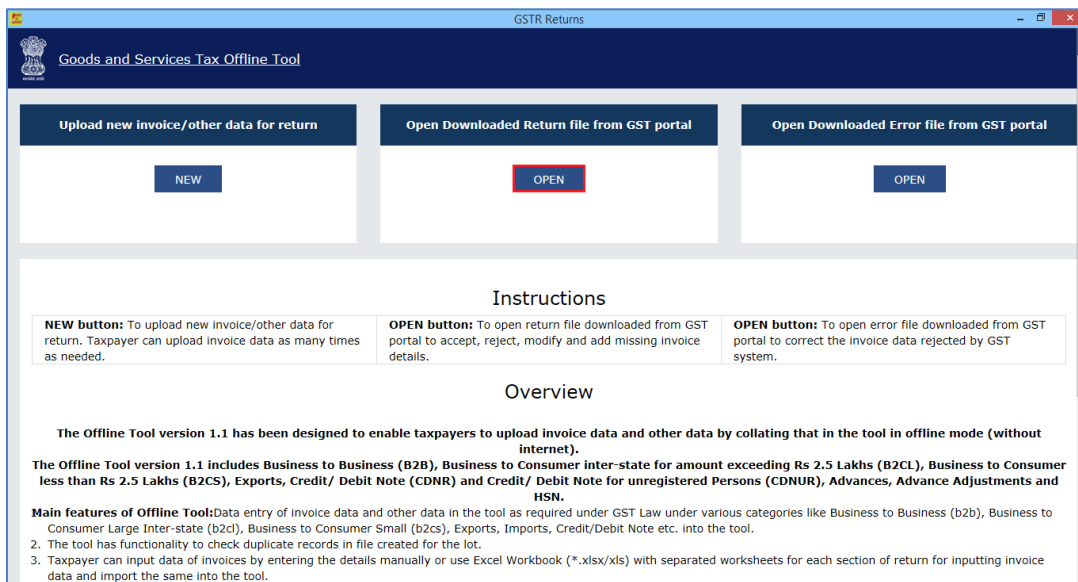 GSTR Returns
Goods and Services Tax Offline Tool
Upload new invoice/other data for return
Open Downloaded Return file from GST portal
Open Downloaded Error file from GST portal
NEW
OPEN
OPEN
Instructions
NEW button: To upload new invoice/other data for
return. Taxpayer can upload invoice data as many times
as needed.
OPEN button: To open return file downloaded from GST
portal to accept, reject, modify and add missing invoice
details.
OPEN button: To open error file downloaded from GST
portal to correct the invoice data rejected by GST
system.
Overview
The Offline Tool version 1.1 has been designed to enable taxpayers to upload invoice data and other data by collating that in the tool in offline mode (without
internet).
The Offline Tool version 1.1 includes Business to Business (B2B), Business to Consumer inter-state for amount exceeding Rs 2.5 Lakhs (B2CL), Business to Consumer
less than Rs 2.5 Lakhs (B2CS), Exports, Credit/ Debit Note (CDNR) and Credit/ Debit Note for unregistered Persons (CDNUR), Advances, Advance Adjustments and
HSN.
Main features of Offline Tool:Data entry of invoice data and other data in the tool as required under GST Law under various categories like Business to Business (b2b), Business to
Consumer Large Inter-state (b2cl), Business to Consumer Small (b2cs), Exports, Imports, Credit/Debit Note etc. into the tool.
2. The tool has functionality to check duplicate records in file created for the lot.
3. Taxpayer can input data of invoices by entering the details manually or use Excel Workbook (*.xlsx/xls) with separated worksheets for each section of return for inputting invoice
data and import the same into the tool.